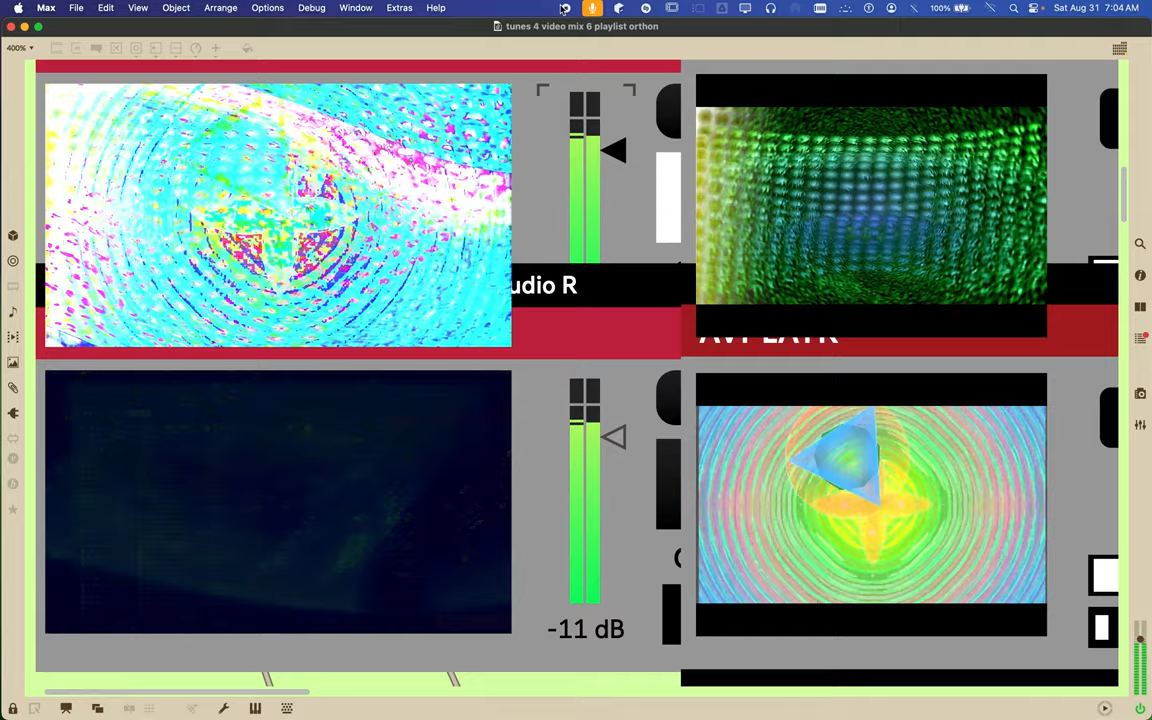 Max File Edit View Object Arrange Options Debug Window Extras Help 100% Sat Aug 31 7:04 AM
tunes 4 video mix 6 playlist orthon
400%
udio R
-11 dB